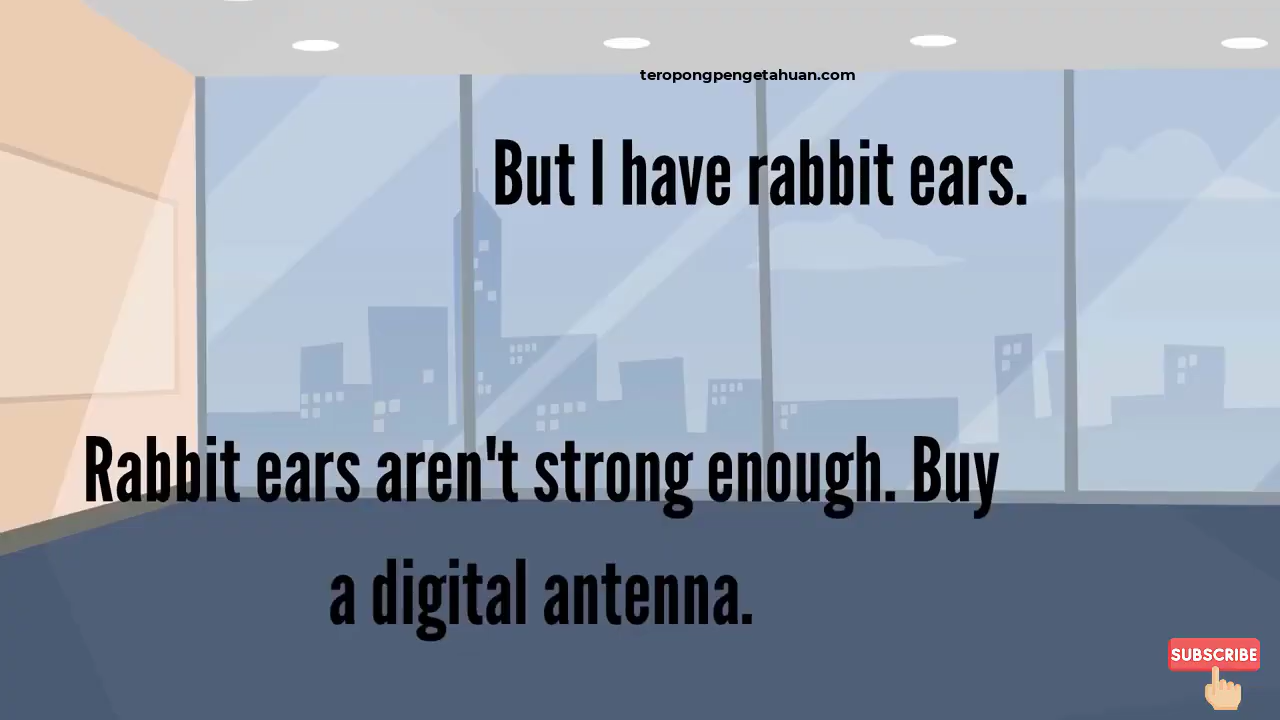 teropongpengetahuan.com
But I have rabbit ears.
Rabbit ears aren't strong enough. Buy
a digital antenna.
SUBSCRIBE